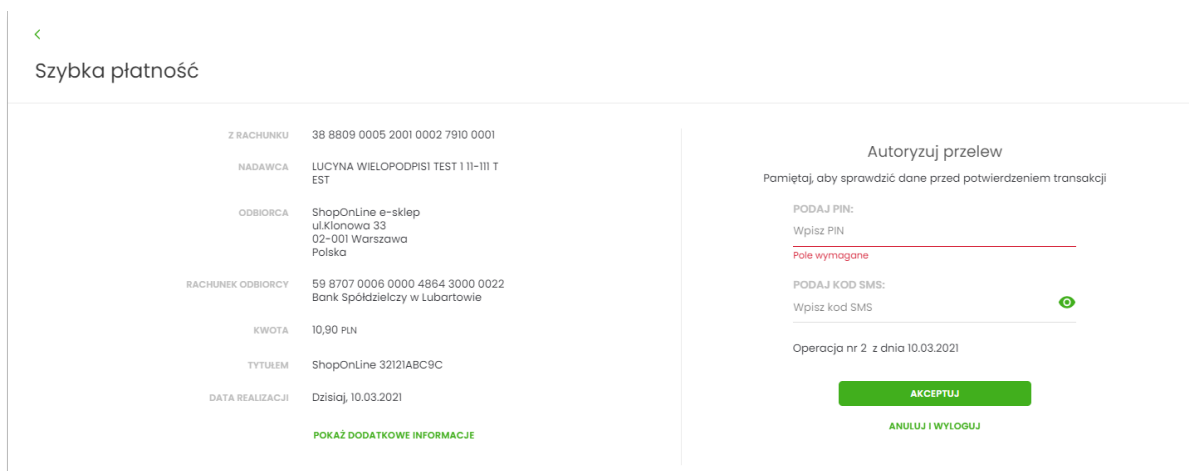 Szybka płatność
Z RACHUNKU 38 8809 0005 2001 0002 7910 0001
NADAWCA LUCYNA WIELOPODPIS1 TEST 1 11-111 T
EST
ODBIORCA ShopOnLine e-sklep
ul.Klonowa 33
02-001 Warszawa
Polska
RACHUNEK ODBIORCY 59 8707 0006 0000 4864 3000 0022
Bank Spółdzielczy w Lubartowie
KWOTA 10,90 PLN
TYTUŁEM ShopOnLine 32121ABC9C
DATA REALIZACJI Dzisiaj, 10.03.2021
POKAŻ DODATKOWE INFORMACJE
Autoryzuj przelew
Pamiętaj, aby sprawdzić dane przed potwierdzeniem transakcji
PODAJ PIN:
Wpisz PIN
Pole wymagane
PODAJ KOD SMS:
Wpisz kod SMS
Operacja nr 2 z dnia 10.03.2021
AKCEPTUJ
ANULUJ I WYLOGUJ